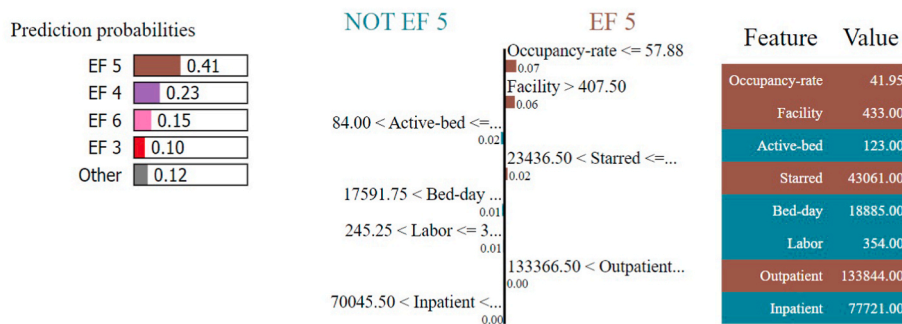 Prediction probabilities
EF 5 0.41
EF 4 0.23
EF 6 0.15
EF 3 0.10
Other 0.12
NOT EF 5 EF 5
Occupancy-rate <= 57.88
0.07
Facility > 407.50
0.06
84.00 < Active-bed <=...
0.02
23436.50 < Starred <=...
0.02
17591.75 < Bed-day ...
0.01
245.25 < Labor <= 3...
0.01
133366.50 < Outpatient...
0.00
70045.50 < Inpatient <...
0.00
Feature Value
Occupancy-rate 41.95
Facility 433.00
Active-bed 123.00
Starred 43061.00
Bed-day 18885.00
Labor 354.00
Outpatient 133844.00
Inpatient 77721.00